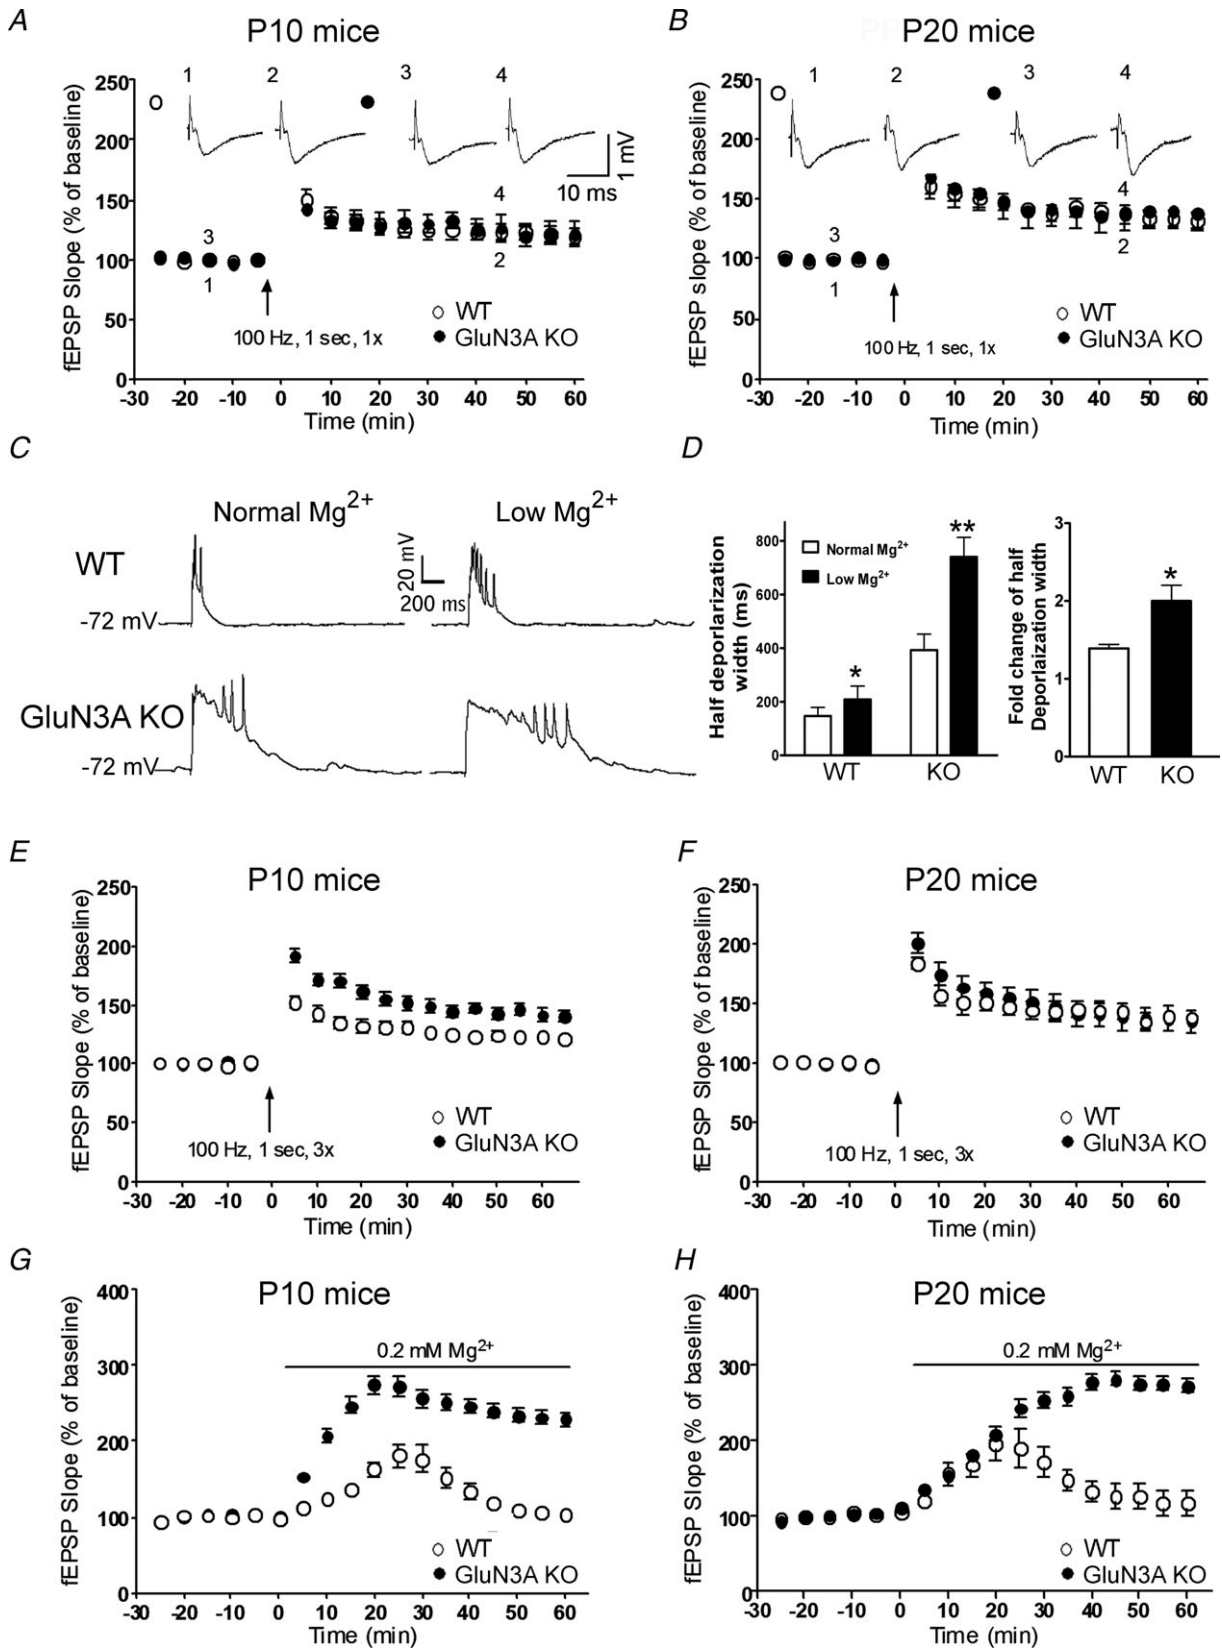 A
P10 mice
fEPSP Slope (% of baseline)
250
200
150
100
50
0
1
2
3
4
1 mV
10 ms
4
2
3
1
100 Hz, 1 sec, 1x
WT
GluN3A KO
-30 -20 -10 0 10 20 30 40 50 60
Time (min)
B
P20 mice
fEPSP slope (% of baseline)
250
200
150
100
50
0
1
2
3
4
4
2
3
1
100 Hz, 1 sec, 1x
WT
GluN3A KO
-30 -20 -10 0 10 20 30 40 50 60
Time (min)
C
Normal Mg2+
Low Mg2+
WT
-72 mV
20 mV
200 ms
GluN3A KO
-72 mV
D
Half deporlarization
width (ms)
800
600
400
200
0
Normal Mg2+
Low Mg2+
*
**
WT KO
Fold change of half
Deporlaization width
3
2
1
0
*
WT KO
E
P10 mice
fEPSP Slope (% of baseline)
250
200
150
100
50
0
100 Hz, 1 sec, 3x
WT
GluN3A KO
-30 -20 -10 0 10 20 30 40 50 60
Time (min)
F
P20 mice
fEPSP Slope (% of baseline)
250
200
150
100
50
0
100 Hz, 1 sec, 3x
WT
GluN3A KO
-30 -20 -10 0 10 20 30 40 50 60
Time (min)
G
P10 mice
fEPSP Slope (% of baseline)
400
300
200
100
0
0.2 mM Mg2+
WT
GluN3A KO
-30 -20 -10 0 10 20 30 40 50 60
Time (min)
H
P20 mice
fEPSP Slope (% of baseline)
400
300
200
100
0
0.2 mM Mg2+
WT
GluN3A KO
-30 -20 -10 0 10 20 30 40 50 60
Time (min)